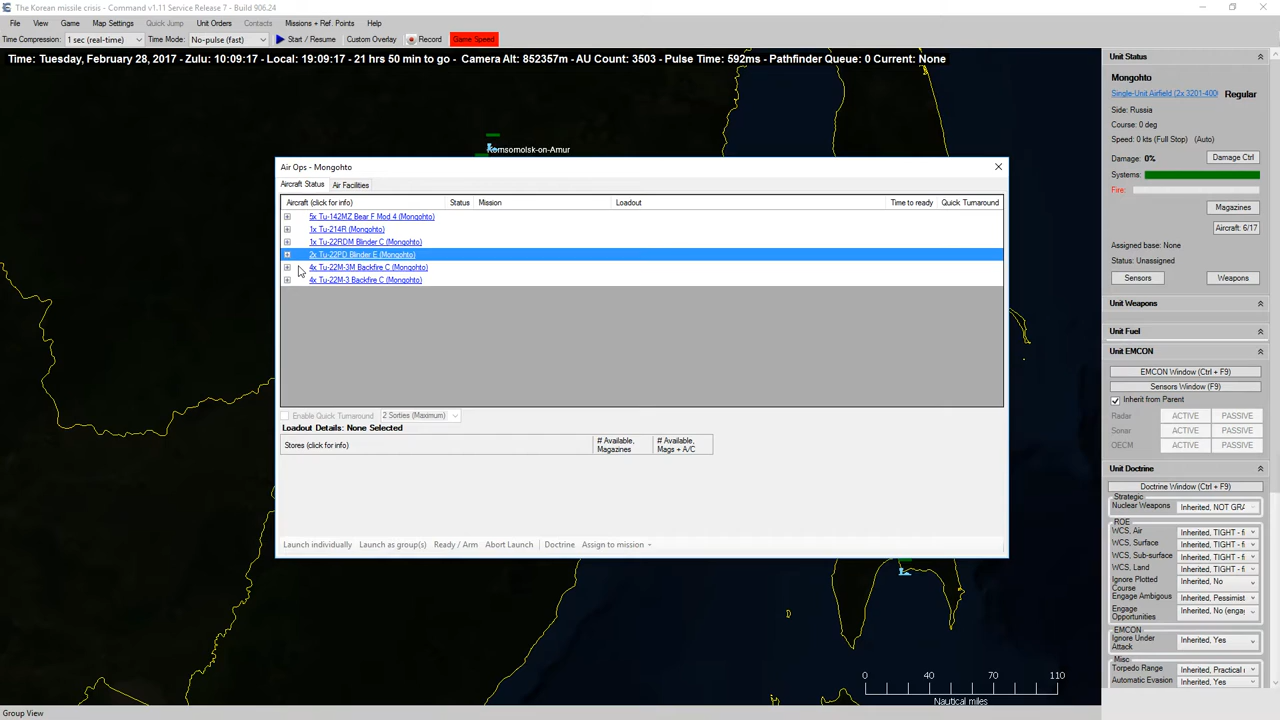 The Korean missile crisis - Command v1.11 Service Release 7 - Build 906.24
File View Game Map Settings Quick Jump Unit Orders Contacts Missions + Ref. Points Help
Time Compression: 1 sec (real-time) Time Mode: No-pulse (fast) Start / Resume Custom Overlay Record Game Speed
Time: Tuesday, February 28, 2017 - Zulu: 10:09:17 - Local: 19:09:17 - 21 hrs 50 min to go - Camera Alt: 852357m - AU Count: 3503 - Pulse Time: 592ms - Pathfinder Queue: 0 Current: None
Komsomolsk-on-Amur
Air Ops - Mongohto
Aircraft Status Air Facilities
Aircraft (click for info) Status Mission Loadout Time to ready Quick Turnaround
5x Tu-142MZ Bear F Mod 4 (Mongohto)
1x Tu-214R (Mongohto)
1x Tu-22RDM Blinder C (Mongohto)
2x Tu-22PD Blinder E (Mongohto)
4x Tu-22M-3M Backfire C (Mongohto)
4x Tu-22M-3 Backfire C (Mongohto)
Enable Quick Turnaround 2 Sorties (Maximum)
Loadout Details: None Selected
Stores (click for info) # Available, Magazines # Available, Mags + A/C
Launch individually Launch as group(s) Ready / Arm Abort Launch Doctrine Assign to mission
0 40 70 110
Nautical miles
Group View
Unit Status
Mongohto
Single-Unit Airfield (2x 3201-400 Regular
Side: Russia
Course: 0 deg
Speed: 0 kts (Full Stop) (Auto)
Damage: 0% Damage Ctrl
Systems:
Fire:
Magazines
Aircraft: 6/17
Assigned base: None
Status: Unassigned
Sensors Weapons
Unit Weapons
Unit Fuel
Unit EMCON
EMCON Window (Ctrl + F9)
Sensors Window (F9)
Inherit from Parent
Radar ACTIVE PASSIVE
Sonar ACTIVE PASSIVE
OECM ACTIVE PASSIVE
Unit Doctrine
Doctrine Window (Ctrl + F9)
Strategic
Nuclear Weapons Inherited, NOT GRA
ROE
WCS, Air Inherited, TIGHT - f
WCS, Surface Inherited, TIGHT - f
WCS, Sub-surface Inherited, TIGHT - f
WCS, Land Inherited, TIGHT - f
Ignore Plotted Course Inherited, No
Engage Ambiguous Inherited, Pessimist
Engage Opportunities Inherited, No (enga
EMCON
Ignore Under Attack Inherited, Yes
Misc
Torpedo Range Inherited, Practical
Automatic Evasion Inherited, Yes